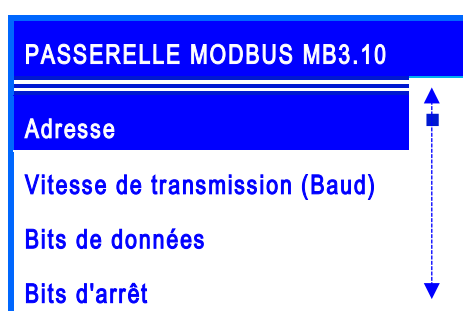 PASSERELLE MODBUS MB3.10
Adresse
Vitesse de transmission (Baud)
Bits de données
Bits d'arrêt